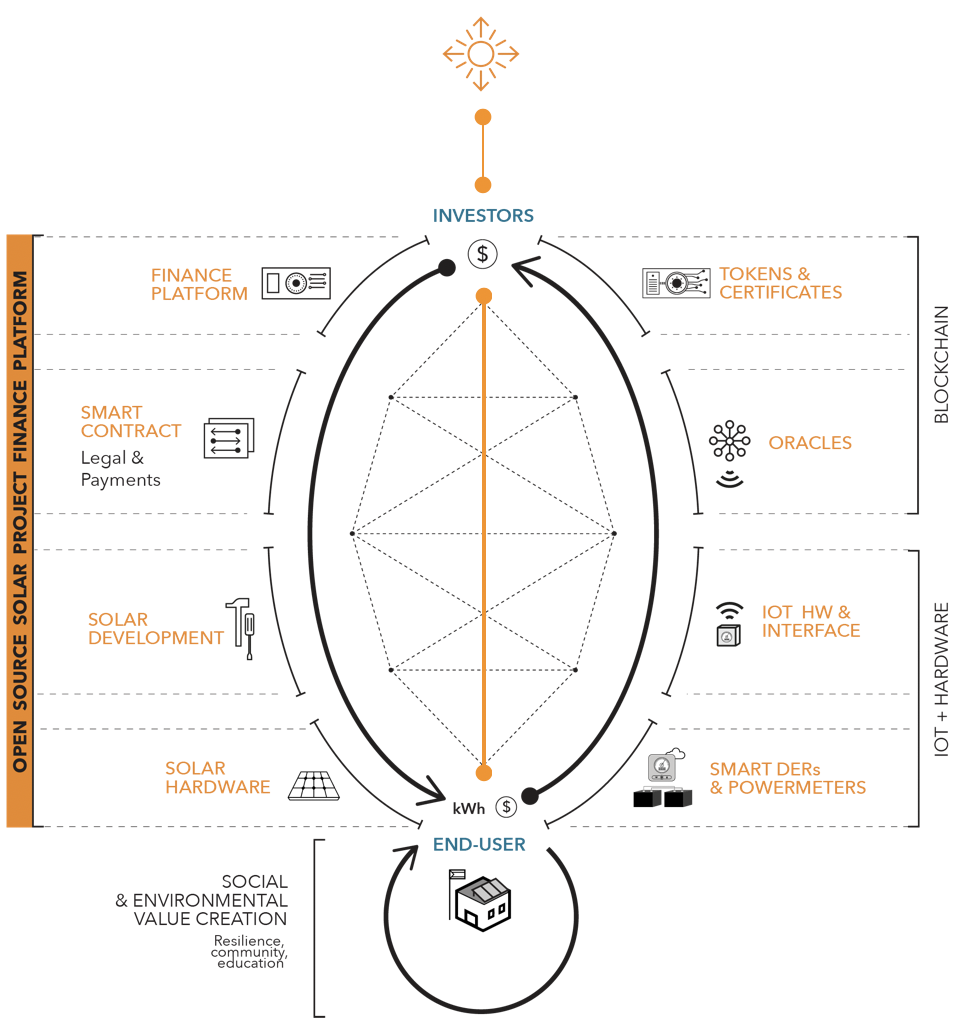 INVESTORS
$
OPEN SOURCE SOLAR PROJECT FINANCE PLATFORM
FINANCE
PLATFORM
TOKENS &
CERTIFICATES
BLOCKCHAIN
SMART
CONTRACT
Legal &
Payments
ORACLES
SOLAR
DEVELOPMENT
IOT HW &
INTERFACE
IOT + HARDWARE
SOLAR
HARDWARE
SMART DERs
& POWERMETERS
kWh $
END-USER
SOCIAL
& ENVIRONMENTAL
VALUE CREATION
Resilience,
community,
education